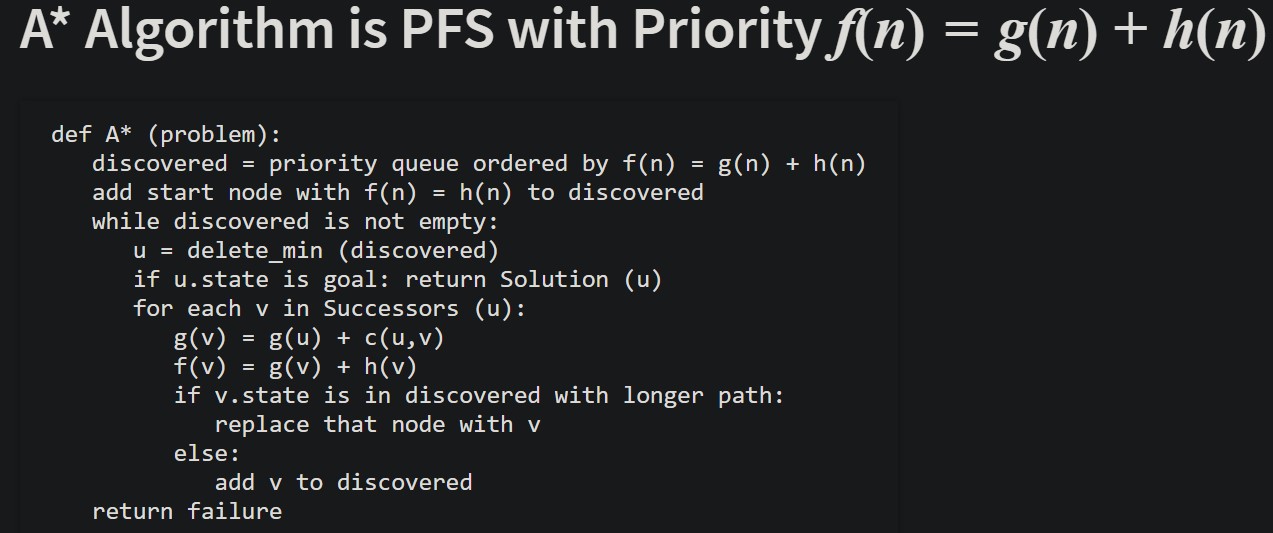 A* Algorithm is PFS with Priority f(n) = g(n) + h(n)
def A* (problem):
   discovered = priority queue ordered by f(n) = g(n) + h(n)
   add start node with f(n) = h(n) to discovered
   while discovered is not empty:
      u = delete_min (discovered)
      if u.state is goal: return Solution (u)
      for each v in Successors (u):
         g(v) = g(u) + c(u,v)
         f(v) = g(v) + h(v)
         if v.state is in discovered with longer path:
            replace that node with v
         else:
            add v to discovered
   return failure